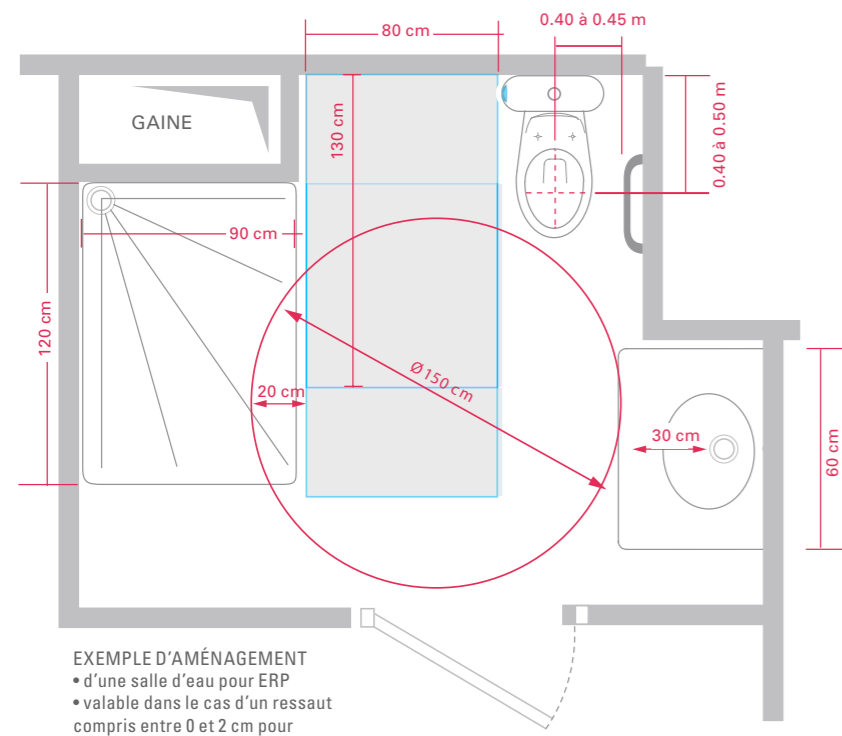 80 cm
0.40 à 0.45 m
GAINE
130 cm
0.40 à 0.50 m
90 cm
120 cm
Ø 150 cm
20 cm
30 cm
60 cm
EXEMPLE D'AMÉNAGEMENT
• d'une salle d'eau pour ERP
• valable dans le cas d'un ressaut
compris entre 0 et 2 cm pour